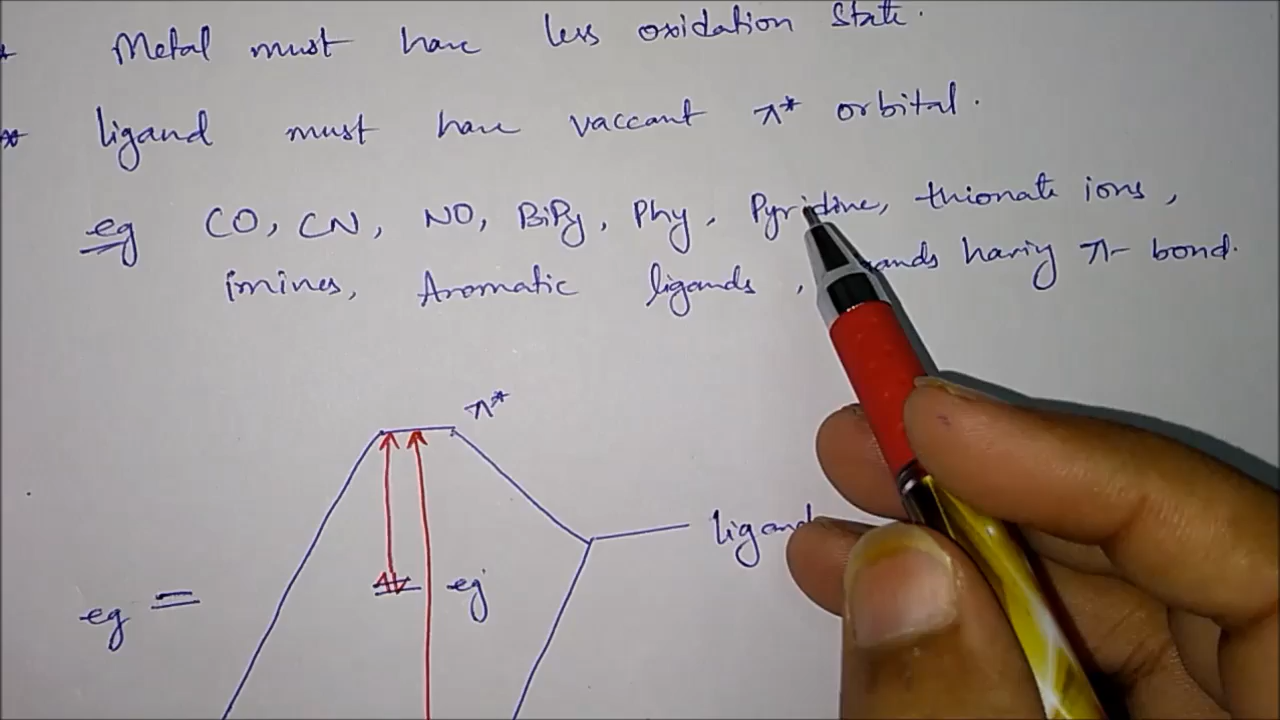 * Metal must have less oxidation state.
* ligand must have vaccant π* orbital.
eg CO, CN, NO, BiPy, Phy, Pyridine, thionate ions,
imines, Aromatic ligands, having π- bond.
π*
ligand
eg
eg